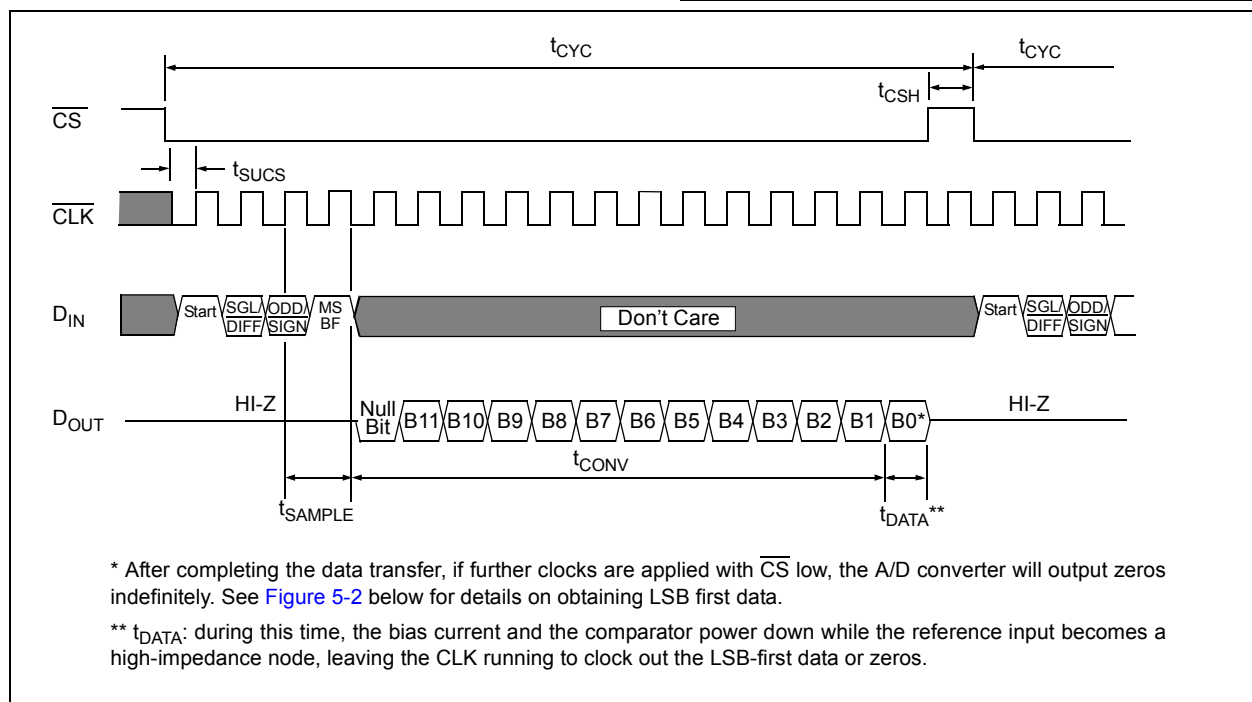 tCYC tCYC
tCSH
CS
tSUCS
CLK
DIN Start SGL/ DIFF ODD/ SIGN MS BF Don't Care Start SGL/ DIFF ODD/ SIGN
DOUT HI-Z Null Bit B11 B10 B9 B8 B7 B6 B5 B4 B3 B2 B1 B0* HI-Z
tCONV
tSAMPLE tDATA**
* After completing the data transfer, if further clocks are applied with CS low, the A/D converter will output zeros
indefinitely. See Figure 5-2 below for details on obtaining LSB first data.
** tDATA: during this time, the bias current and the comparator power down while the reference input becomes a
high-impedance node, leaving the CLK running to clock out the LSB-first data or zeros.